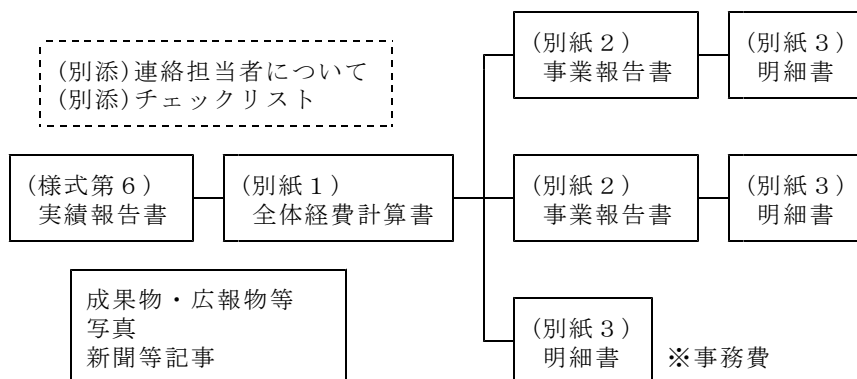 (別添)連絡担当者について
(別添)チェックリスト
(別紙２)
事業報告書
(別紙３)
明細書
(様式第６)
実績報告書
(別紙１)
全体経費計算書
(別紙２)
事業報告書
(別紙３)
明細書
成果物・広報物等
写真
新聞等記事
(別紙３)
明細書
※事務費